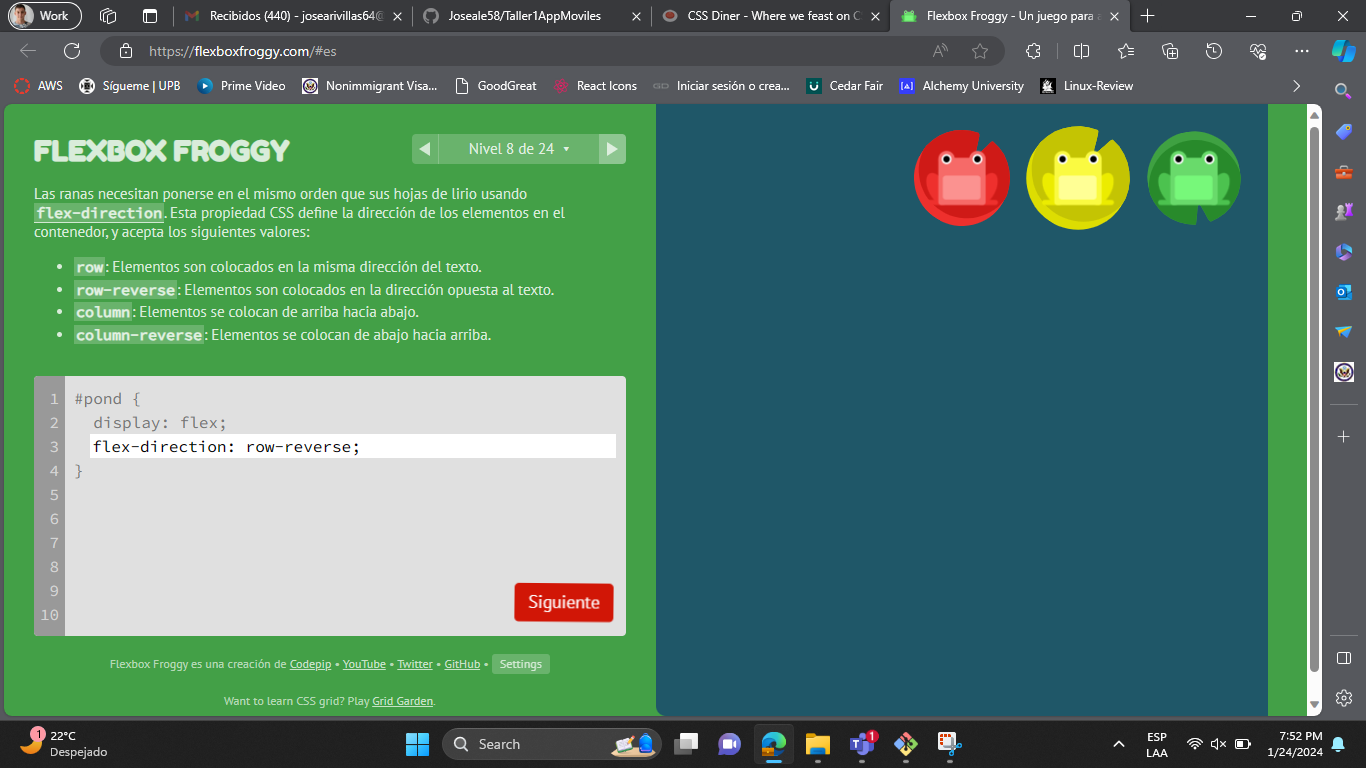 Work
Recibidos (440) - josearivillas64@
Joseale58/Taller1AppMoviles
CSS Diner - Where we feast on C
Flexbox Froggy - Un juego para a
https://flexboxfroggy.com/#es
AWS
Sígueme | UPB
Prime Video
Nonimmigrant Visa...
GoodGreat
React Icons
Iniciar sesión o crea...
Cedar Fair
Alchemy University
Linux-Review
FLEXBOX FROGGY
Nivel 8 de 24
Las ranas necesitan ponerse en el mismo orden que sus hojas de lirio usando
flex-direction. Esta propiedad CSS define la dirección de los elementos en el
contenedor, y acepta los siguientes valores:
• row: Elementos son colocados en la misma dirección del texto.
• row-reverse: Elementos son colocados en la dirección opuesta al texto.
• column: Elementos se colocan de arriba hacia abajo.
• column-reverse: Elementos se colocan de abajo hacia arriba.
1 #pond {
2 display: flex;
3 flex-direction: row-reverse;
4 }
5
6
7
8
9
10
Siguiente
Flexbox Froggy es una creación de Codepip • YouTube • Twitter • GitHub • Settings
Want to learn CSS grid? Play Grid Garden.
1
22°C
Despejado
Search
1
ESP
LAA
7:52 PM
1/24/2024